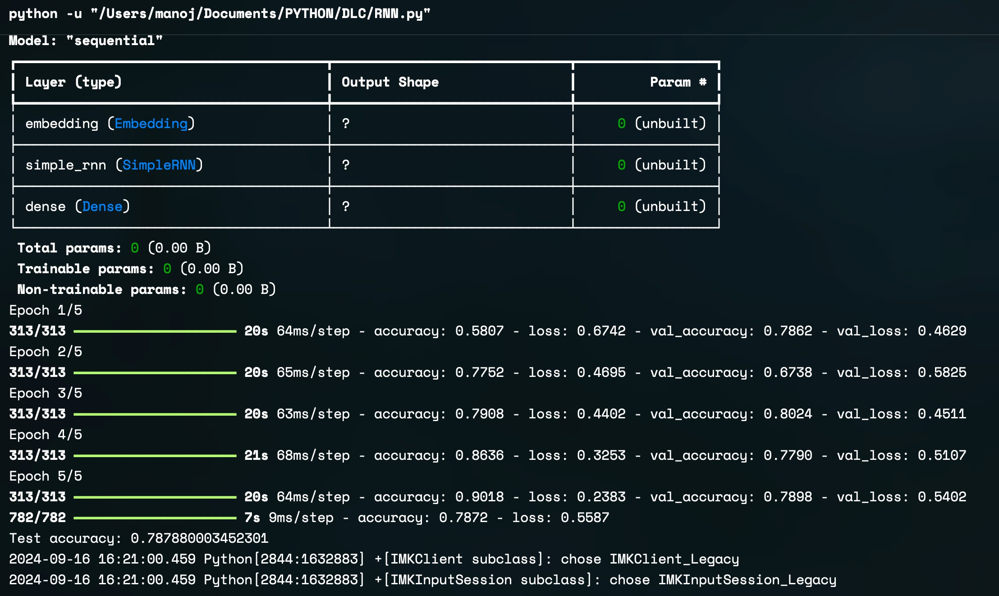 python -u "/Users/manoj/Documents/PYTHON/DLC/RNN.py"
Model: "sequential"
Layer (type) Output Shape Param #
embedding (Embedding) ? 0 (unbuilt)
simple_rnn (SimpleRNN) ? 0 (unbuilt)
dense (Dense) ? 0 (unbuilt)
Total params: 0 (0.00 B)
Trainable params: 0 (0.00 B)
Non-trainable params: 0 (0.00 B)
Epoch 1/5
313/313 20s 64ms/step - accuracy: 0.5807 - loss: 0.6742 - val_accuracy: 0.7862 - val_loss: 0.4629
Epoch 2/5
313/313 20s 65ms/step - accuracy: 0.7752 - loss: 0.4695 - val_accuracy: 0.6738 - val_loss: 0.5825
Epoch 3/5
313/313 20s 63ms/step - accuracy: 0.7908 - loss: 0.4402 - val_accuracy: 0.8024 - val_loss: 0.4511
Epoch 4/5
313/313 21s 68ms/step - accuracy: 0.8636 - loss: 0.3253 - val_accuracy: 0.7790 - val_loss: 0.5107
Epoch 5/5
313/313 20s 64ms/step - accuracy: 0.9018 - loss: 0.2383 - val_accuracy: 0.7898 - val_loss: 0.5402
782/782 7s 9ms/step - accuracy: 0.7872 - loss: 0.5587
Test accuracy: 0.787880003452301
2024-09-16 16:21:00.459 Python[2844:1632883] +[IMKClient subclass]: chose IMKClient_Legacy
2024-09-16 16:21:00.459 Python[2844:1632883] +[IMKInputSession subclass]: chose IMKInputSession_Legacy